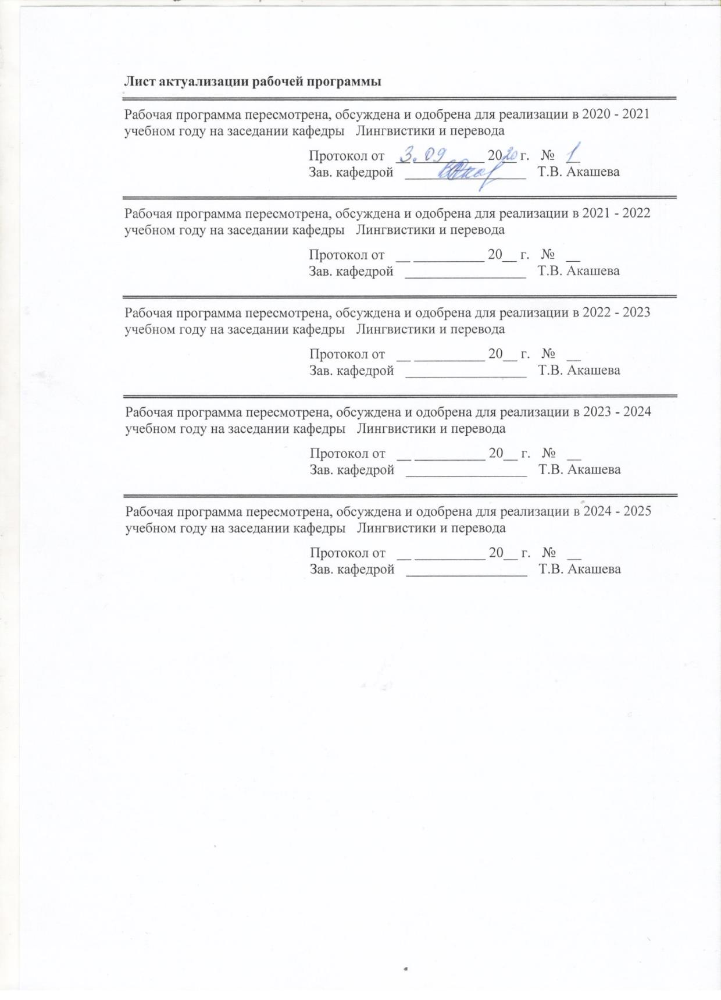 Лист актуализации рабочей программы
Рабочая программа пересмотрена, обсуждена и одобрена для реализации в 2020 - 2021
учебном году на заседании кафедры Лингвистики и перевода
Протокол от 3.09 2020 г. № 1
Зав. кафедрой ____ Т.В. Акашева
Рабочая программа пересмотрена, обсуждена и одобрена для реализации в 2021 - 2022
учебном году на заседании кафедры Лингвистики и перевода
Протокол от __ __________ 20__ г. № __
Зав. кафедрой _________________ Т.В. Акашева
Рабочая программа пересмотрена, обсуждена и одобрена для реализации в 2022 - 2023
учебном году на заседании кафедры Лингвистики и перевода
Протокол от __ __________ 20__ г. № __
Зав. кафедрой _________________ Т.В. Акашева
Рабочая программа пересмотрена, обсуждена и одобрена для реализации в 2023 - 2024
учебном году на заседании кафедры Лингвистики и перевода
Протокол от __ __________ 20__ г. № __
Зав. кафедрой _________________ Т.В. Акашева
Рабочая программа пересмотрена, обсуждена и одобрена для реализации в 2024 - 2025
учебном году на заседании кафедры Лингвистики и перевода
Протокол от __ __________ 20__ г. № __
Зав. кафедрой _________________ Т.В. Акашева